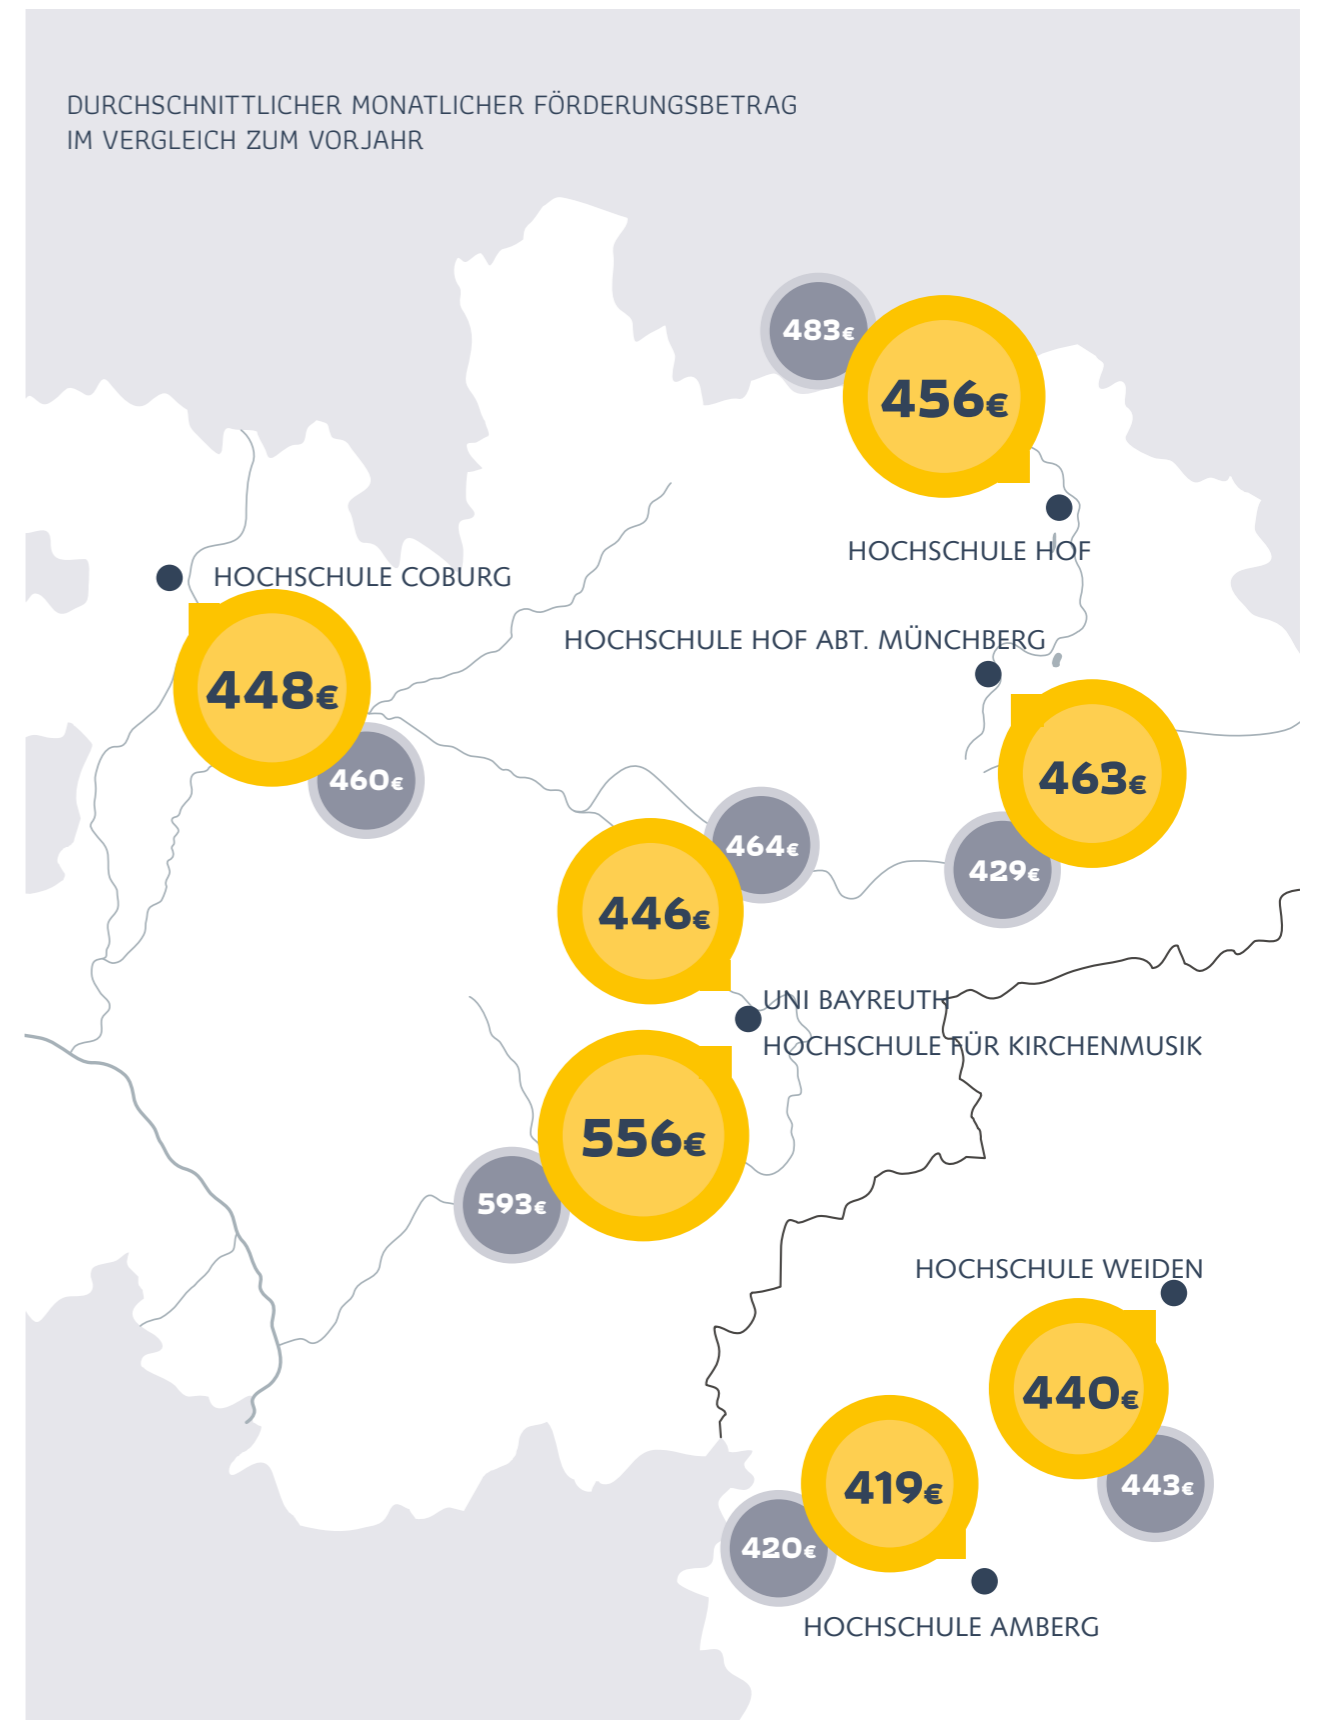 DURCHSCHNITTLICHER MONATLICHER FÖRDERUNGSBETRAG
IM VERGLEICH ZUM VORJAHR
483€
456€
HOCHSCHULE HOF
HOCHSCHULE COBURG
448€
460€
HOCHSCHULE HOF ABT. MÜNCHBERG
463€
429€
464€
446€
UNI BAYREUTH
HOCHSCHULE FÜR KIRCHENMUSIK
556€
593€
HOCHSCHULE WEIDEN
440€
443€
419€
420€
HOCHSCHULE AMBERG